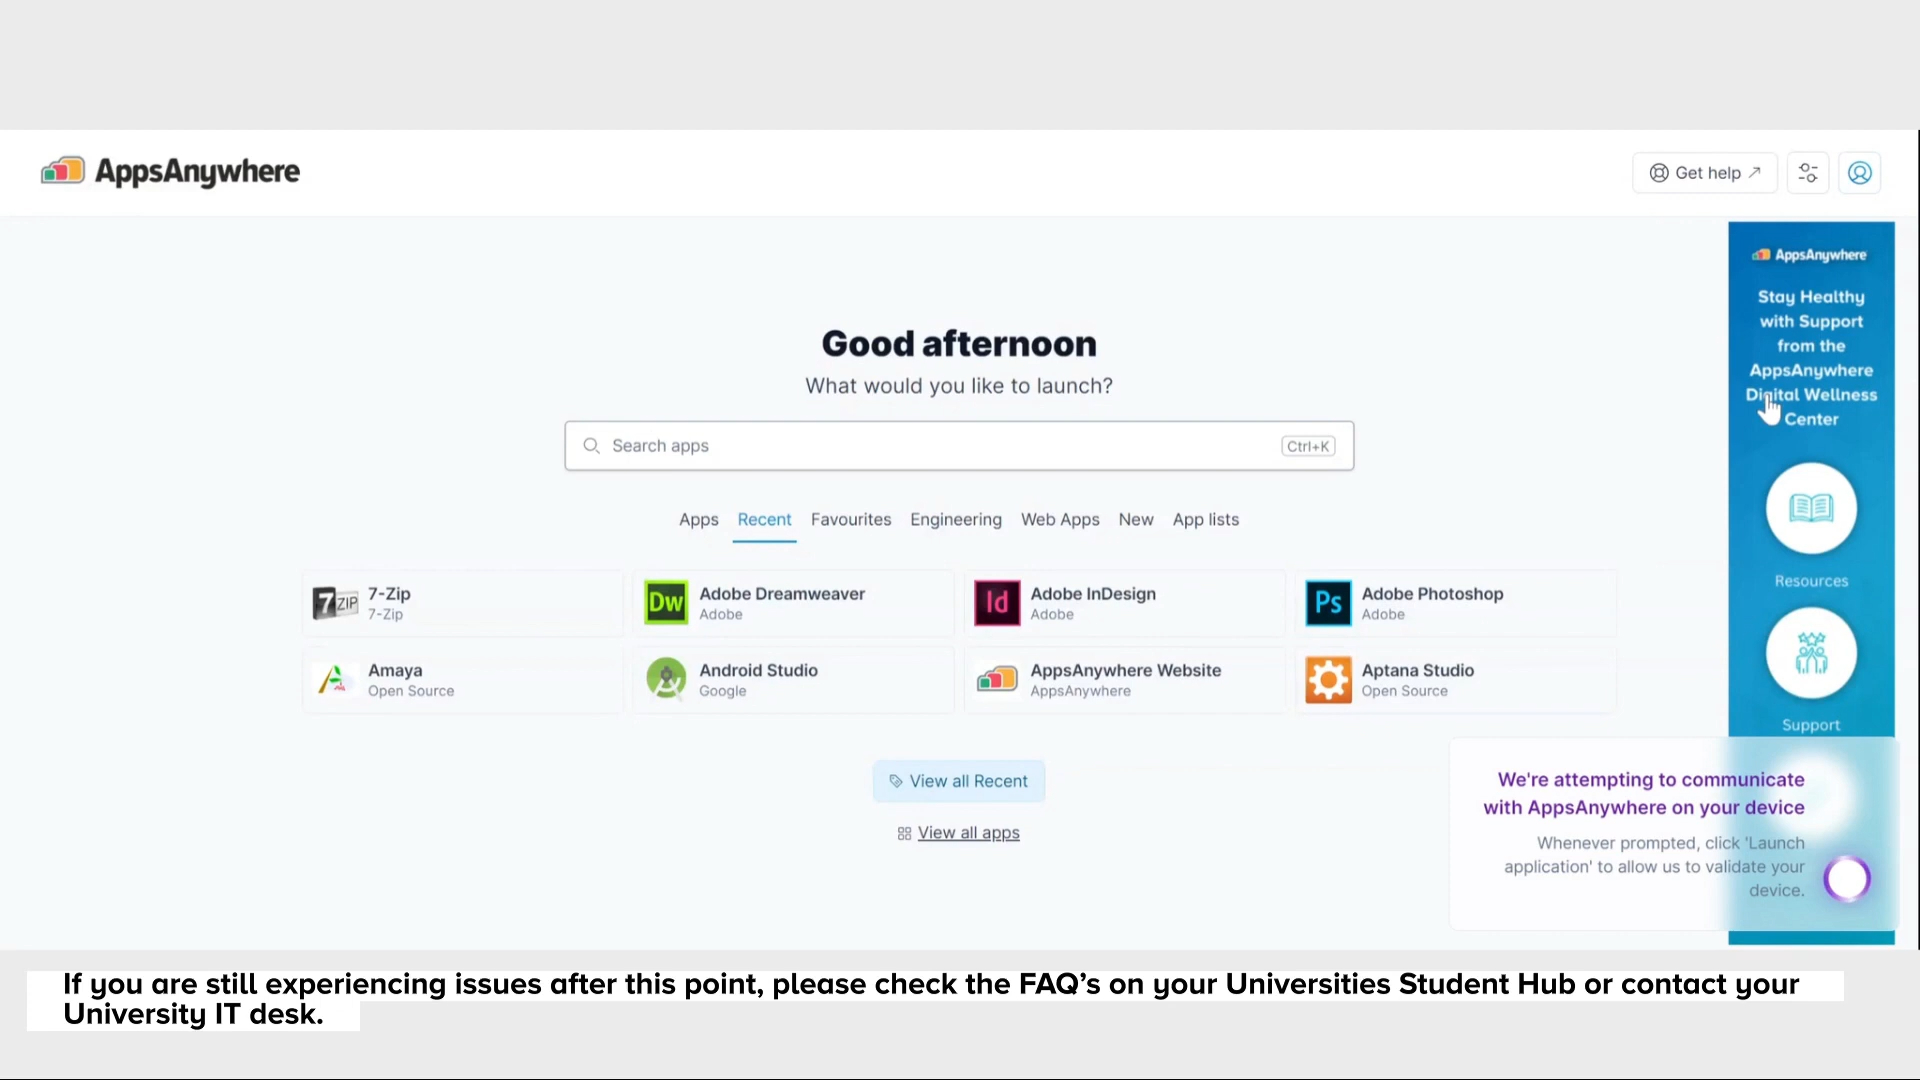 AppsAnywhere
Get help
AppsAnywhere
Stay Healthy
with Support
from the
AppsAnywhere
Digital Wellness
Center
Good afternoon
What would you like to launch?
Search apps Ctrl+K
Apps Recent Favourites Engineering Web Apps New App lists
Resources
7-Zip
7-Zip
Adobe Dreamweaver
Adobe
Adobe InDesign
Adobe
Adobe Photoshop
Adobe
Amaya
Open Source
Android Studio
Google
AppsAnywhere Website
AppsAnywhere
Aptana Studio
Open Source
Support
View all Recent
View all apps
We're attempting to communicate
with AppsAnywhere on your device
Whenever prompted, click 'Launch
application' to allow us to validate your
device.
If you are still experiencing issues after this point, please check the FAQ's on your Universities Student Hub or contact your
University IT desk.